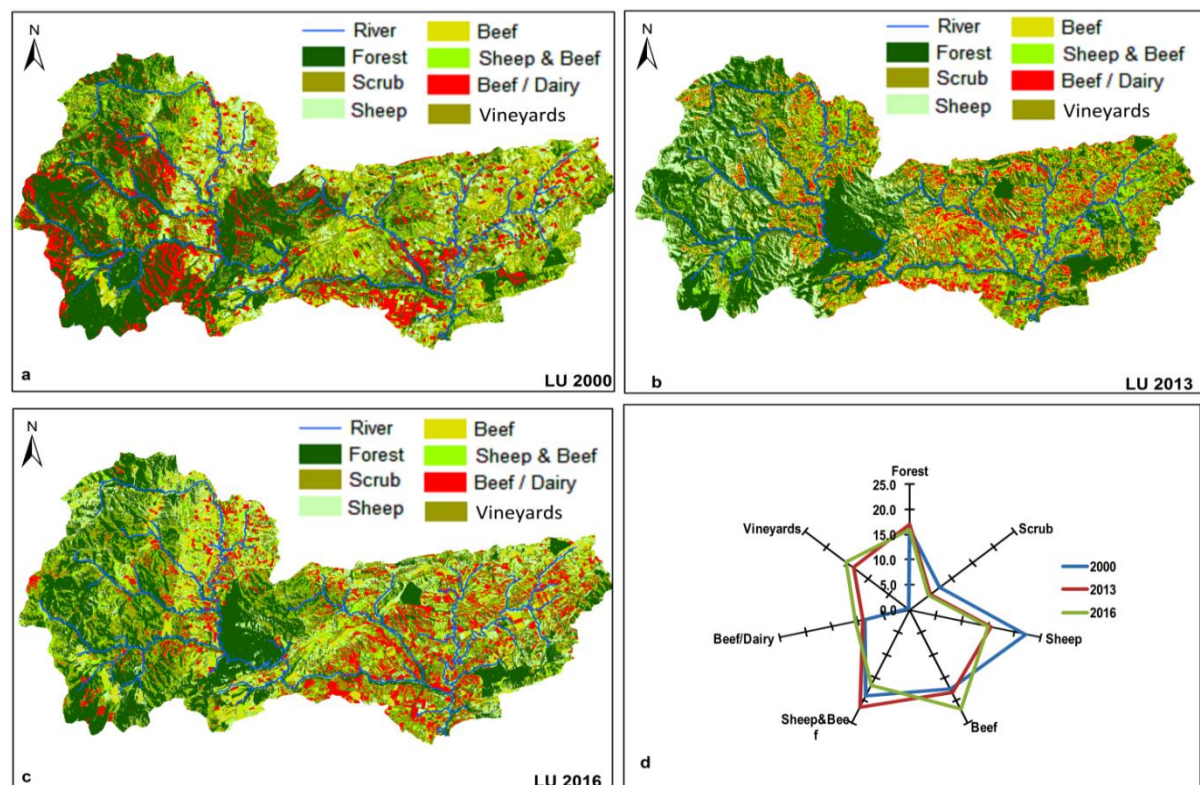 N
River
Forest
Scrub
Sheep
Beef
Sheep & Beef
Beef / Dairy
Vineyards
a
LU 2000
N
River
Forest
Scrub
Sheep
Beef
Sheep & Beef
Beef / Dairy
Vineyards
b
LU 2013
N
River
Forest
Scrub
Sheep
Beef
Sheep & Beef
Beef / Dairy
Vineyards
c
LU 2016
Forest
25.0
20.0
15.0
10.0
5.0
0.0
Vineyards
Scrub
Beef/Dairy
Sheep
Sheep&Bee
f
Beef
2000
2013
2016
d